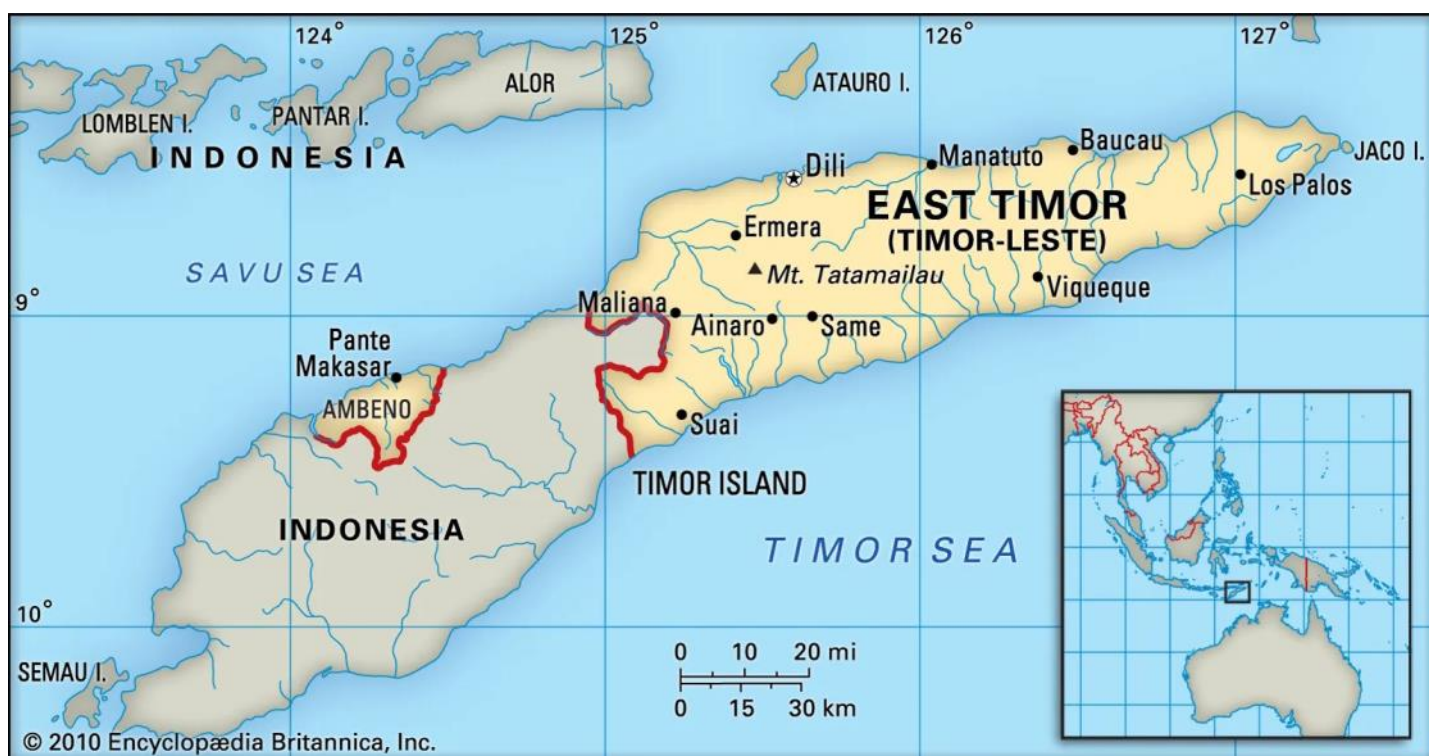 124°
125°
126°
127°
ALOR
ATAURO I.
LOMBLEN I.
PANTAR I.
INDONESIA
Baucau
Manatuto
JACO I.
Dili
Los Palos
EAST TIMOR
(TIMOR-LESTE)
Ermera
SAVU SEA
Mt. Tatamailau
Viqueque
9°
Maliana
Ainaro
Same
Pante
Makasar
AMBENO
Suai
TIMOR ISLAND
INDONESIA
TIMOR SEA
10°
0 10 20 mi
0 15 30 km
SEMAU I.
© 2010 Encyclopædia Britannica, Inc.